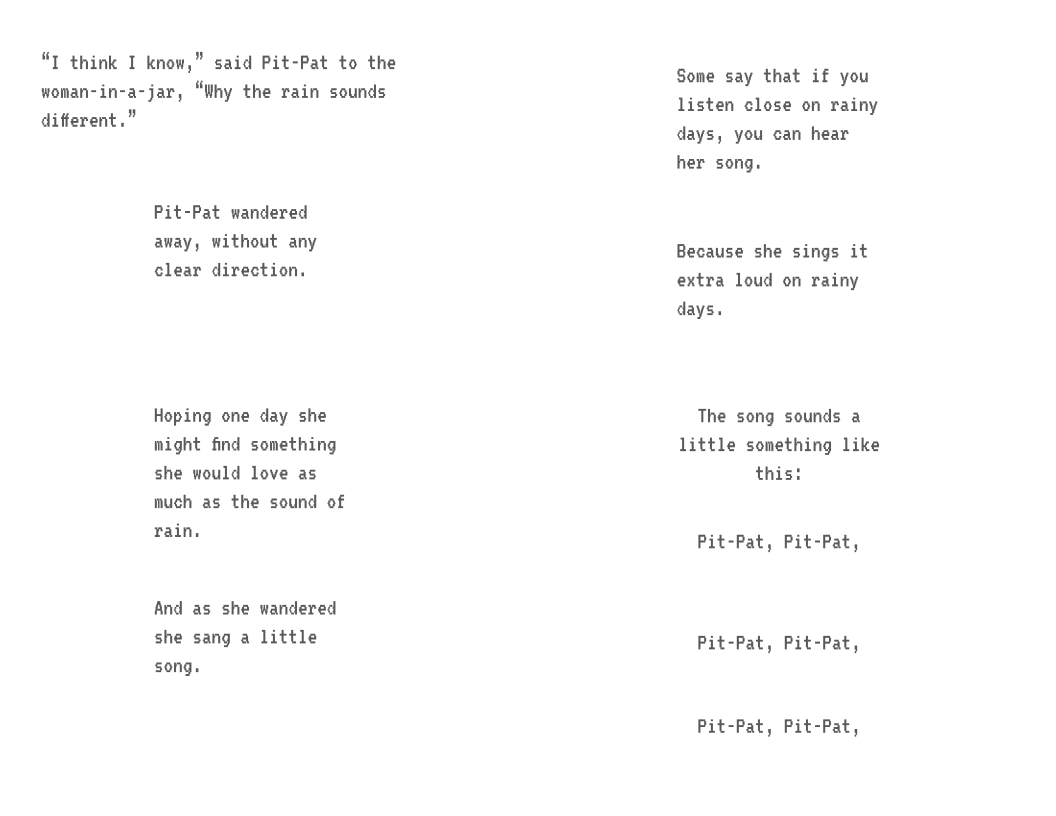 “I think I know,” said Pit-Pat to the
woman-in-a-jar, “Why the rain sounds
different.”
Pit-Pat wandered
away, without any
clear direction.
Hoping one day she
might find something
she would love as
much as the sound of
rain.
And as she wandered
she sang a little
song.
Some say that if you
listen close on rainy
days, you can hear
her song.
Because she sings it
extra loud on rainy
days.
The song sounds a
little something like
this:
Pit-Pat, Pit-Pat,
Pit-Pat, Pit-Pat,
Pit-Pat, Pit-Pat,